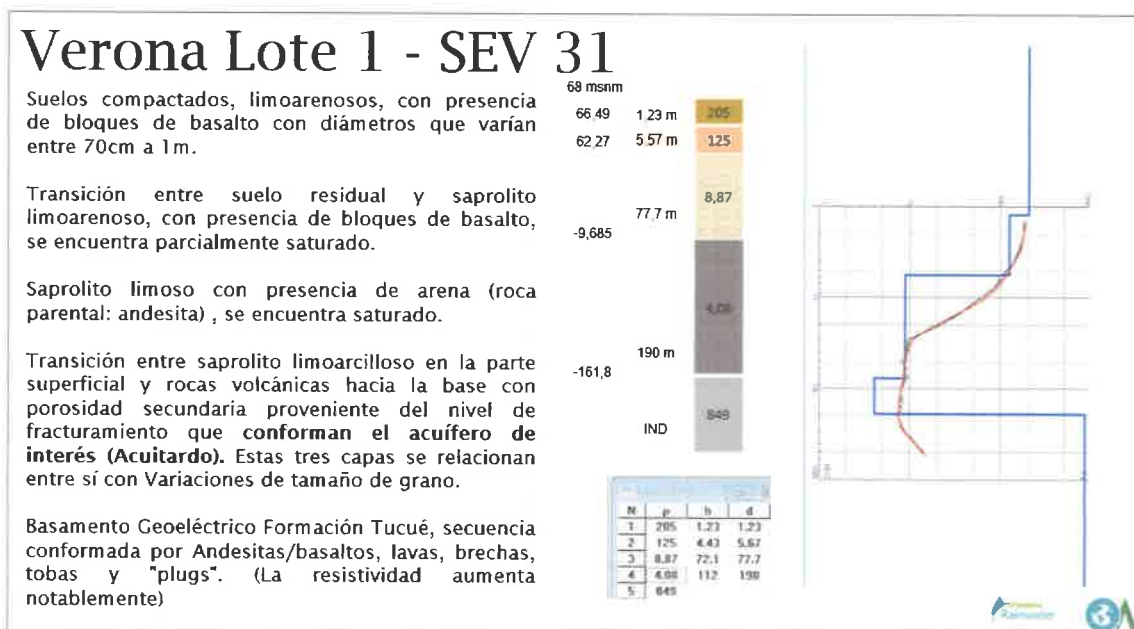 Verona Lote 1 - SEV 31
Suelos compactados, limoarenosos, con presencia
de bloques de basalto con diámetros que varían
entre 70cm a 1m.
Transición entre suelo residual y saprolito
limoarenoso, con presencia de bloques de basalto,
se encuentra parcialmente saturado.
Saprolito limoso con presencia de arena (roca
parental: andesita) , se encuentra saturado.
Transición entre saprolito limoarcilloso en la parte
superficial y rocas volcánicas hacia la base con
porosidad secundaria proveniente del nivel de
fracturamiento que conforman el acuífero de
interés (Acuitardo). Estas tres capas se relacionan
entre sí con Variaciones de tamaño de grano.
Basamento Geoeléctrico Formación Tucué, secuencia
conformada por Andesitas/basaltos, lavas, brechas,
tobas y "plugs". (La resistividad aumenta
notablemente)
68 msnm
66,49 1.23 m 205
62,27 5.57 m 125
8,87
77,7 m
-9,685
190 m
-161,8
849
IND
N ρ h d
1 205 1.23 1.23
2 125 4.43 5.67
3 8.87 72.1 77.7
4 4.08 112 190
5 849
Rainwater